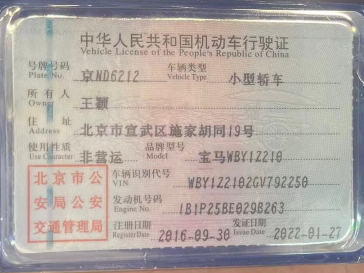 中华人民共和国机动车行驶证
Vehicle License of the People's Republic of China
号牌号码 京ND6212 车辆类型 小型轿车
Plate No. Vehicle Type
所有人 王颖
Owner
住址 北京市宣武区施家胡同19号
Address
使用性质 非营运 品牌型号 宝马WBY1Z210
Use Character Model
北京市公安局公安交通管理局
车辆识别代号 WBY1Z2102GV792250
VIN
发动机号码 IB1P25BE029B263
Engine No.
注册日期 2016-09-30 发证日期 2022-01-27
Register Date Issue Date